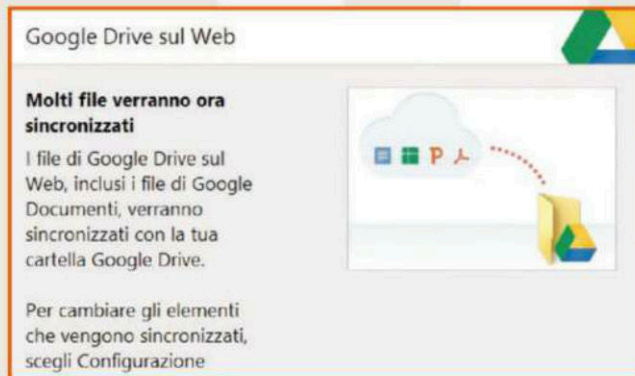 Google Drive sul Web
Molti file verranno ora
sincronizzati
I file di Google Drive sul
Web, inclusi i file di Google
Documenti, verranno
sincronizzati con la tua
cartella Google Drive.
Per cambiare gli elementi
che vengono sincronizzati,
scegli Configurazione